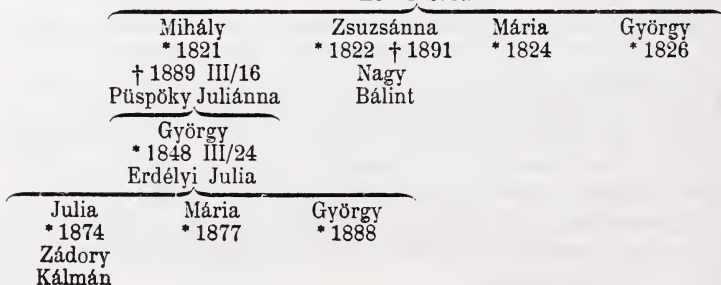 Mihály Zsuzsánna Mária György
* 1821 * 1822 † 1891 * 1824 * 1826
† 1889 III/16 Nagy
Püspöky Juliánna Bálint
György
* 1848 III/24
Erdélyi Julia
Julia Mária György
* 1874 * 1877 * 1888
Zádory
Kálmán